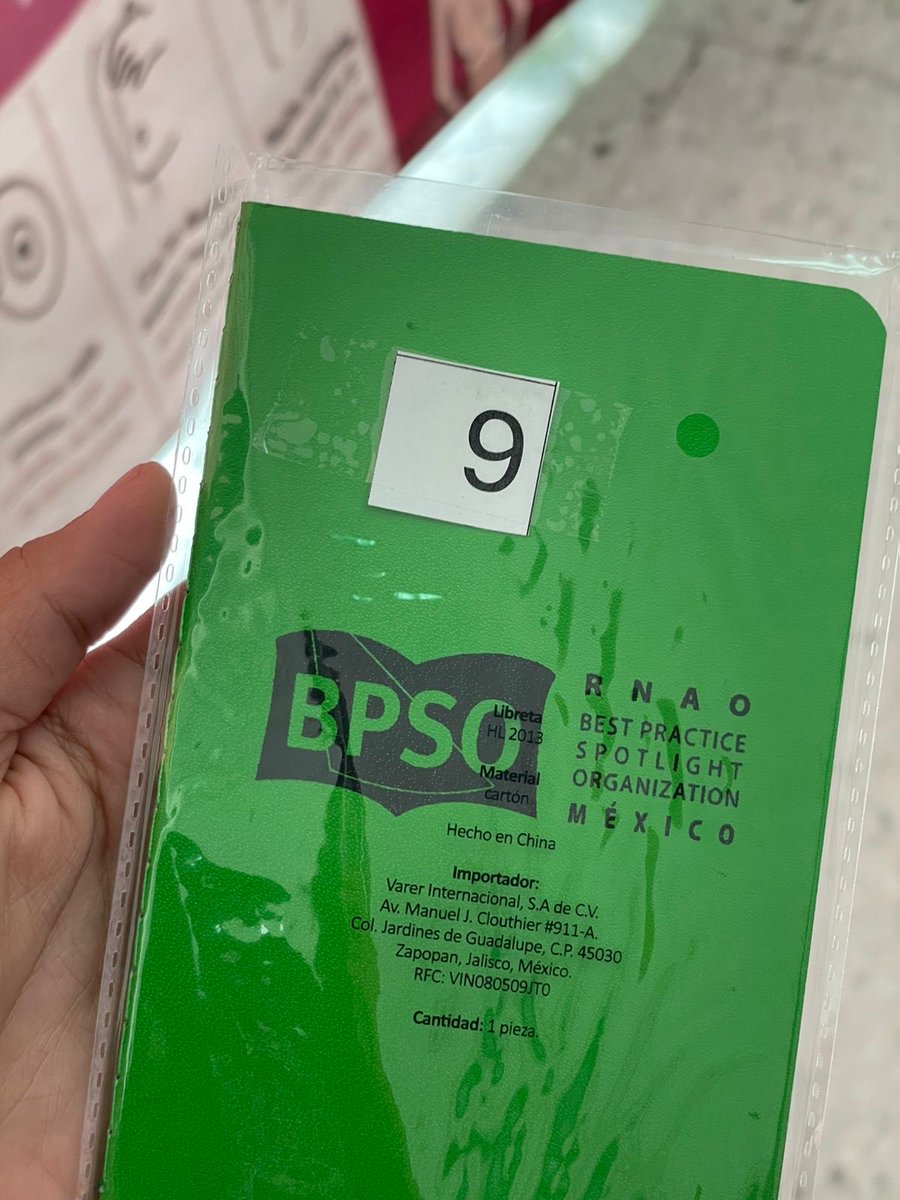 9
BPSO
RNAO
BEST PRACTICE
SPOTLIGHT
ORGANIZATION
MÉXICO
Libreta
HL 2013
Material
cartón
Hecho en China
Importador:
Varer Internacional, S.A de C.V.
Av. Manuel J. Clouthier #911-A.
Col. Jardines de Guadalupe, C.P. 45030
Zapopan, Jalisco, México.
RFC: VIN080509JT0
Cantidad: 1 pieza.